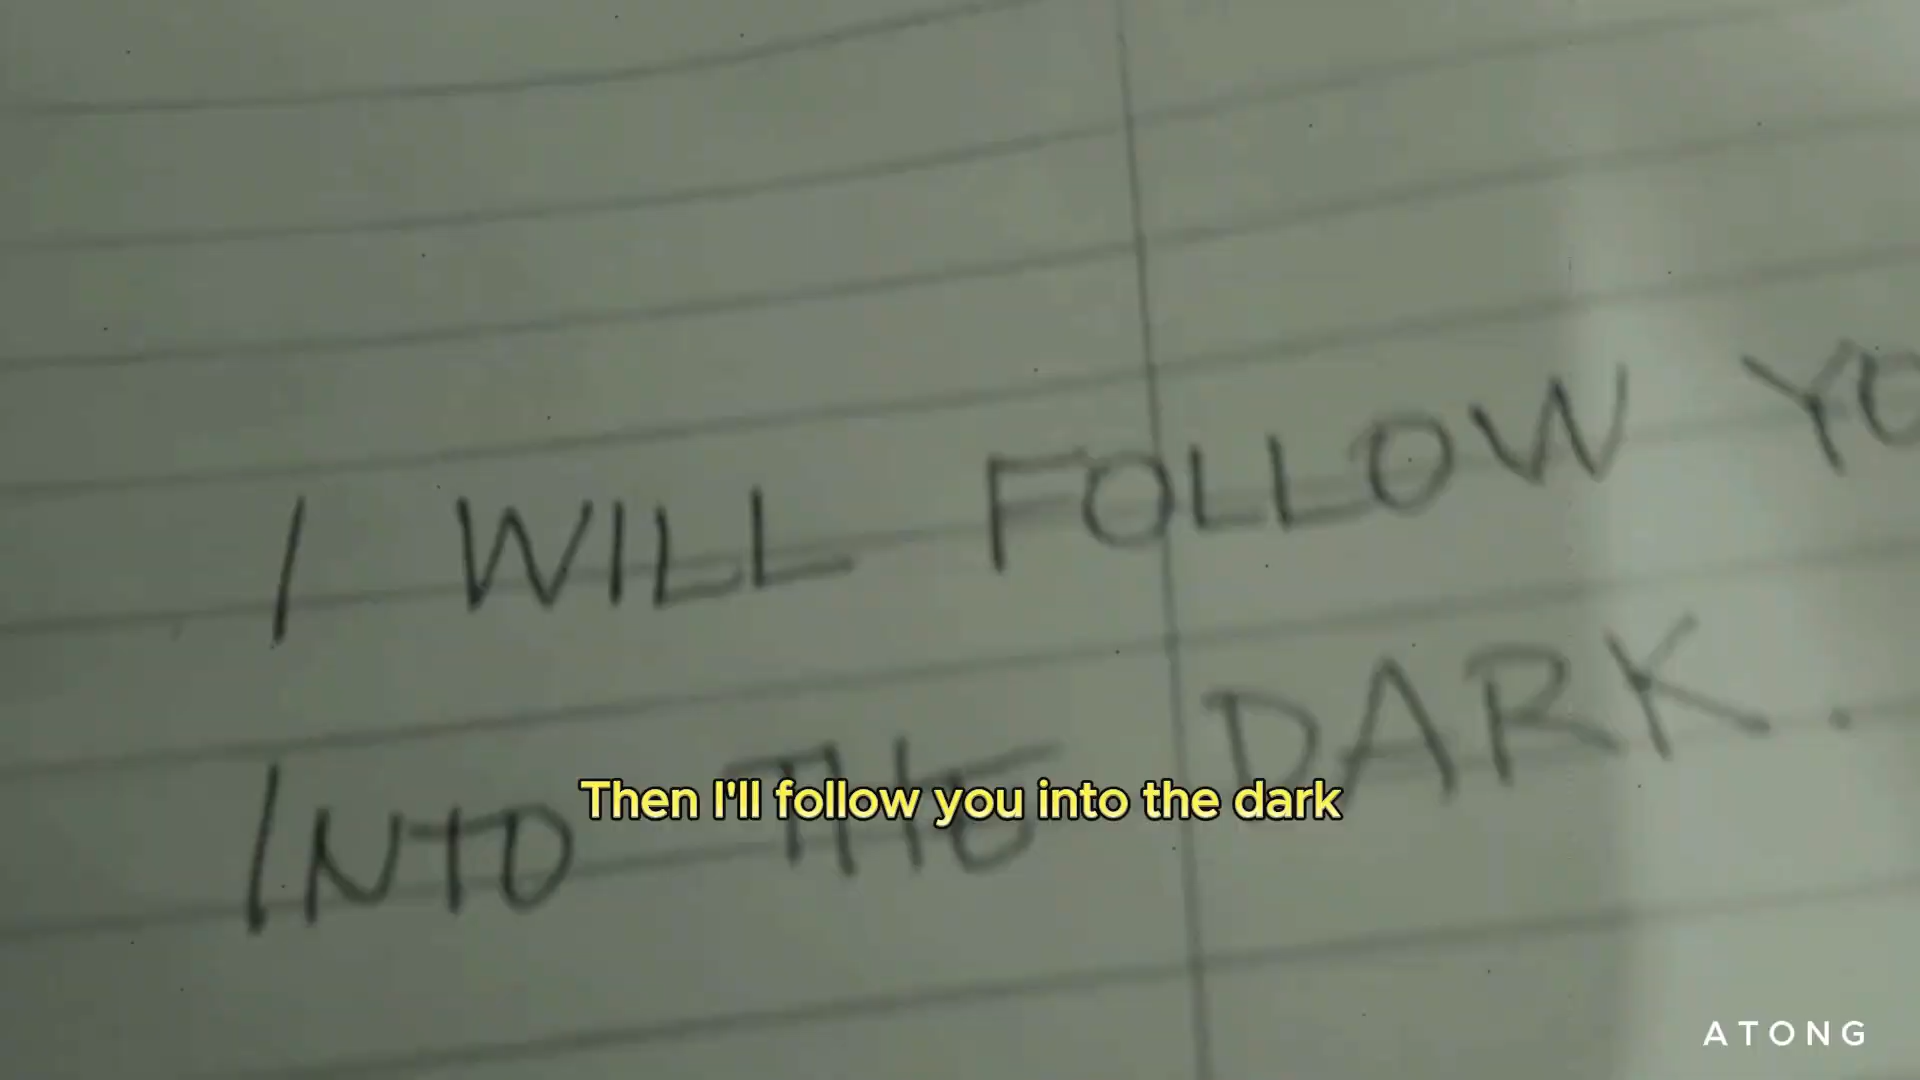 I WILL FOLLOW YO
INTO THE DARK.
Then I'll follow you into the dark
ATONG